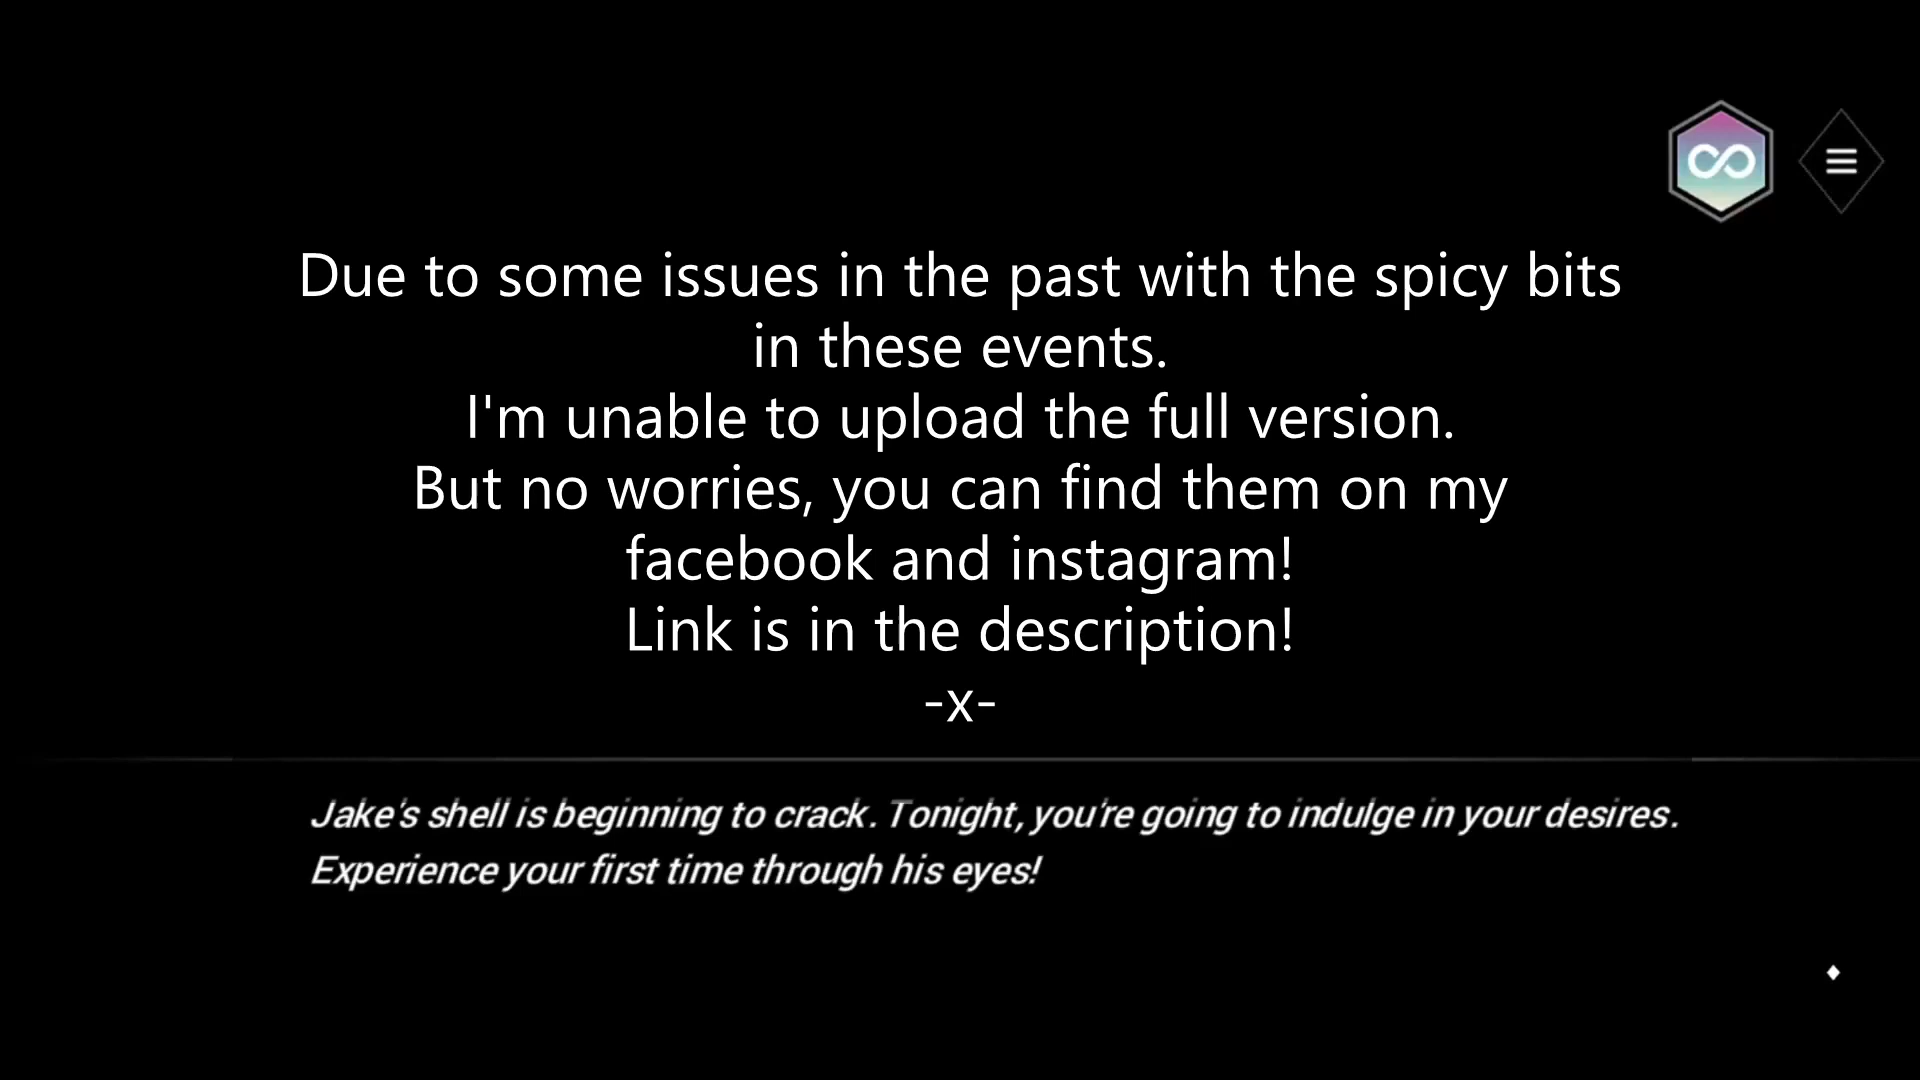 Due to some issues in the past with the spicy bits
in these events.
I'm unable to upload the full version.
But no worries, you can find them on my
facebook and instagram!
Link is in the description!
-x-
Jake's shell is beginning to crack. Tonight, you're going to indulge in your desires.
Experience your first time through his eyes!